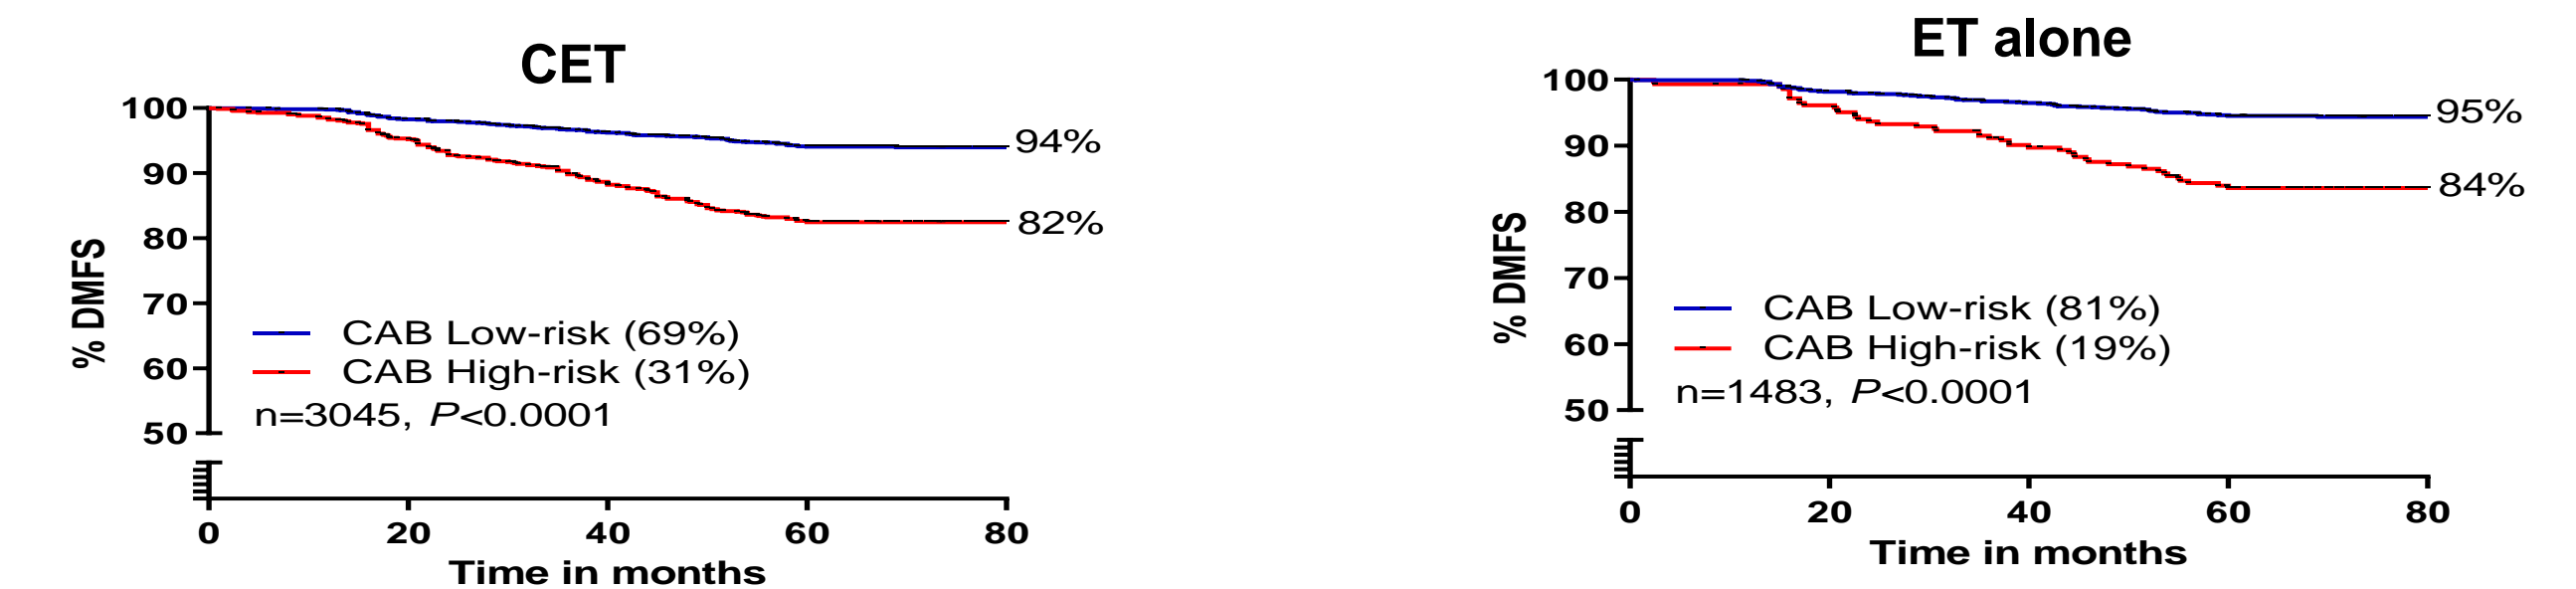 CET
100
90
80
70
60
50
% DMFS
94%
82%
CAB Low-risk (69%)
CAB High-risk (31%)
n=3045, P<0.0001
0 20 40 60 80
Time in months
ET alone
100
90
80
70
60
50
% DMFS
95%
84%
CAB Low-risk (81%)
CAB High-risk (19%)
n=1483, P<0.0001
0 20 40 60 80
Time in months